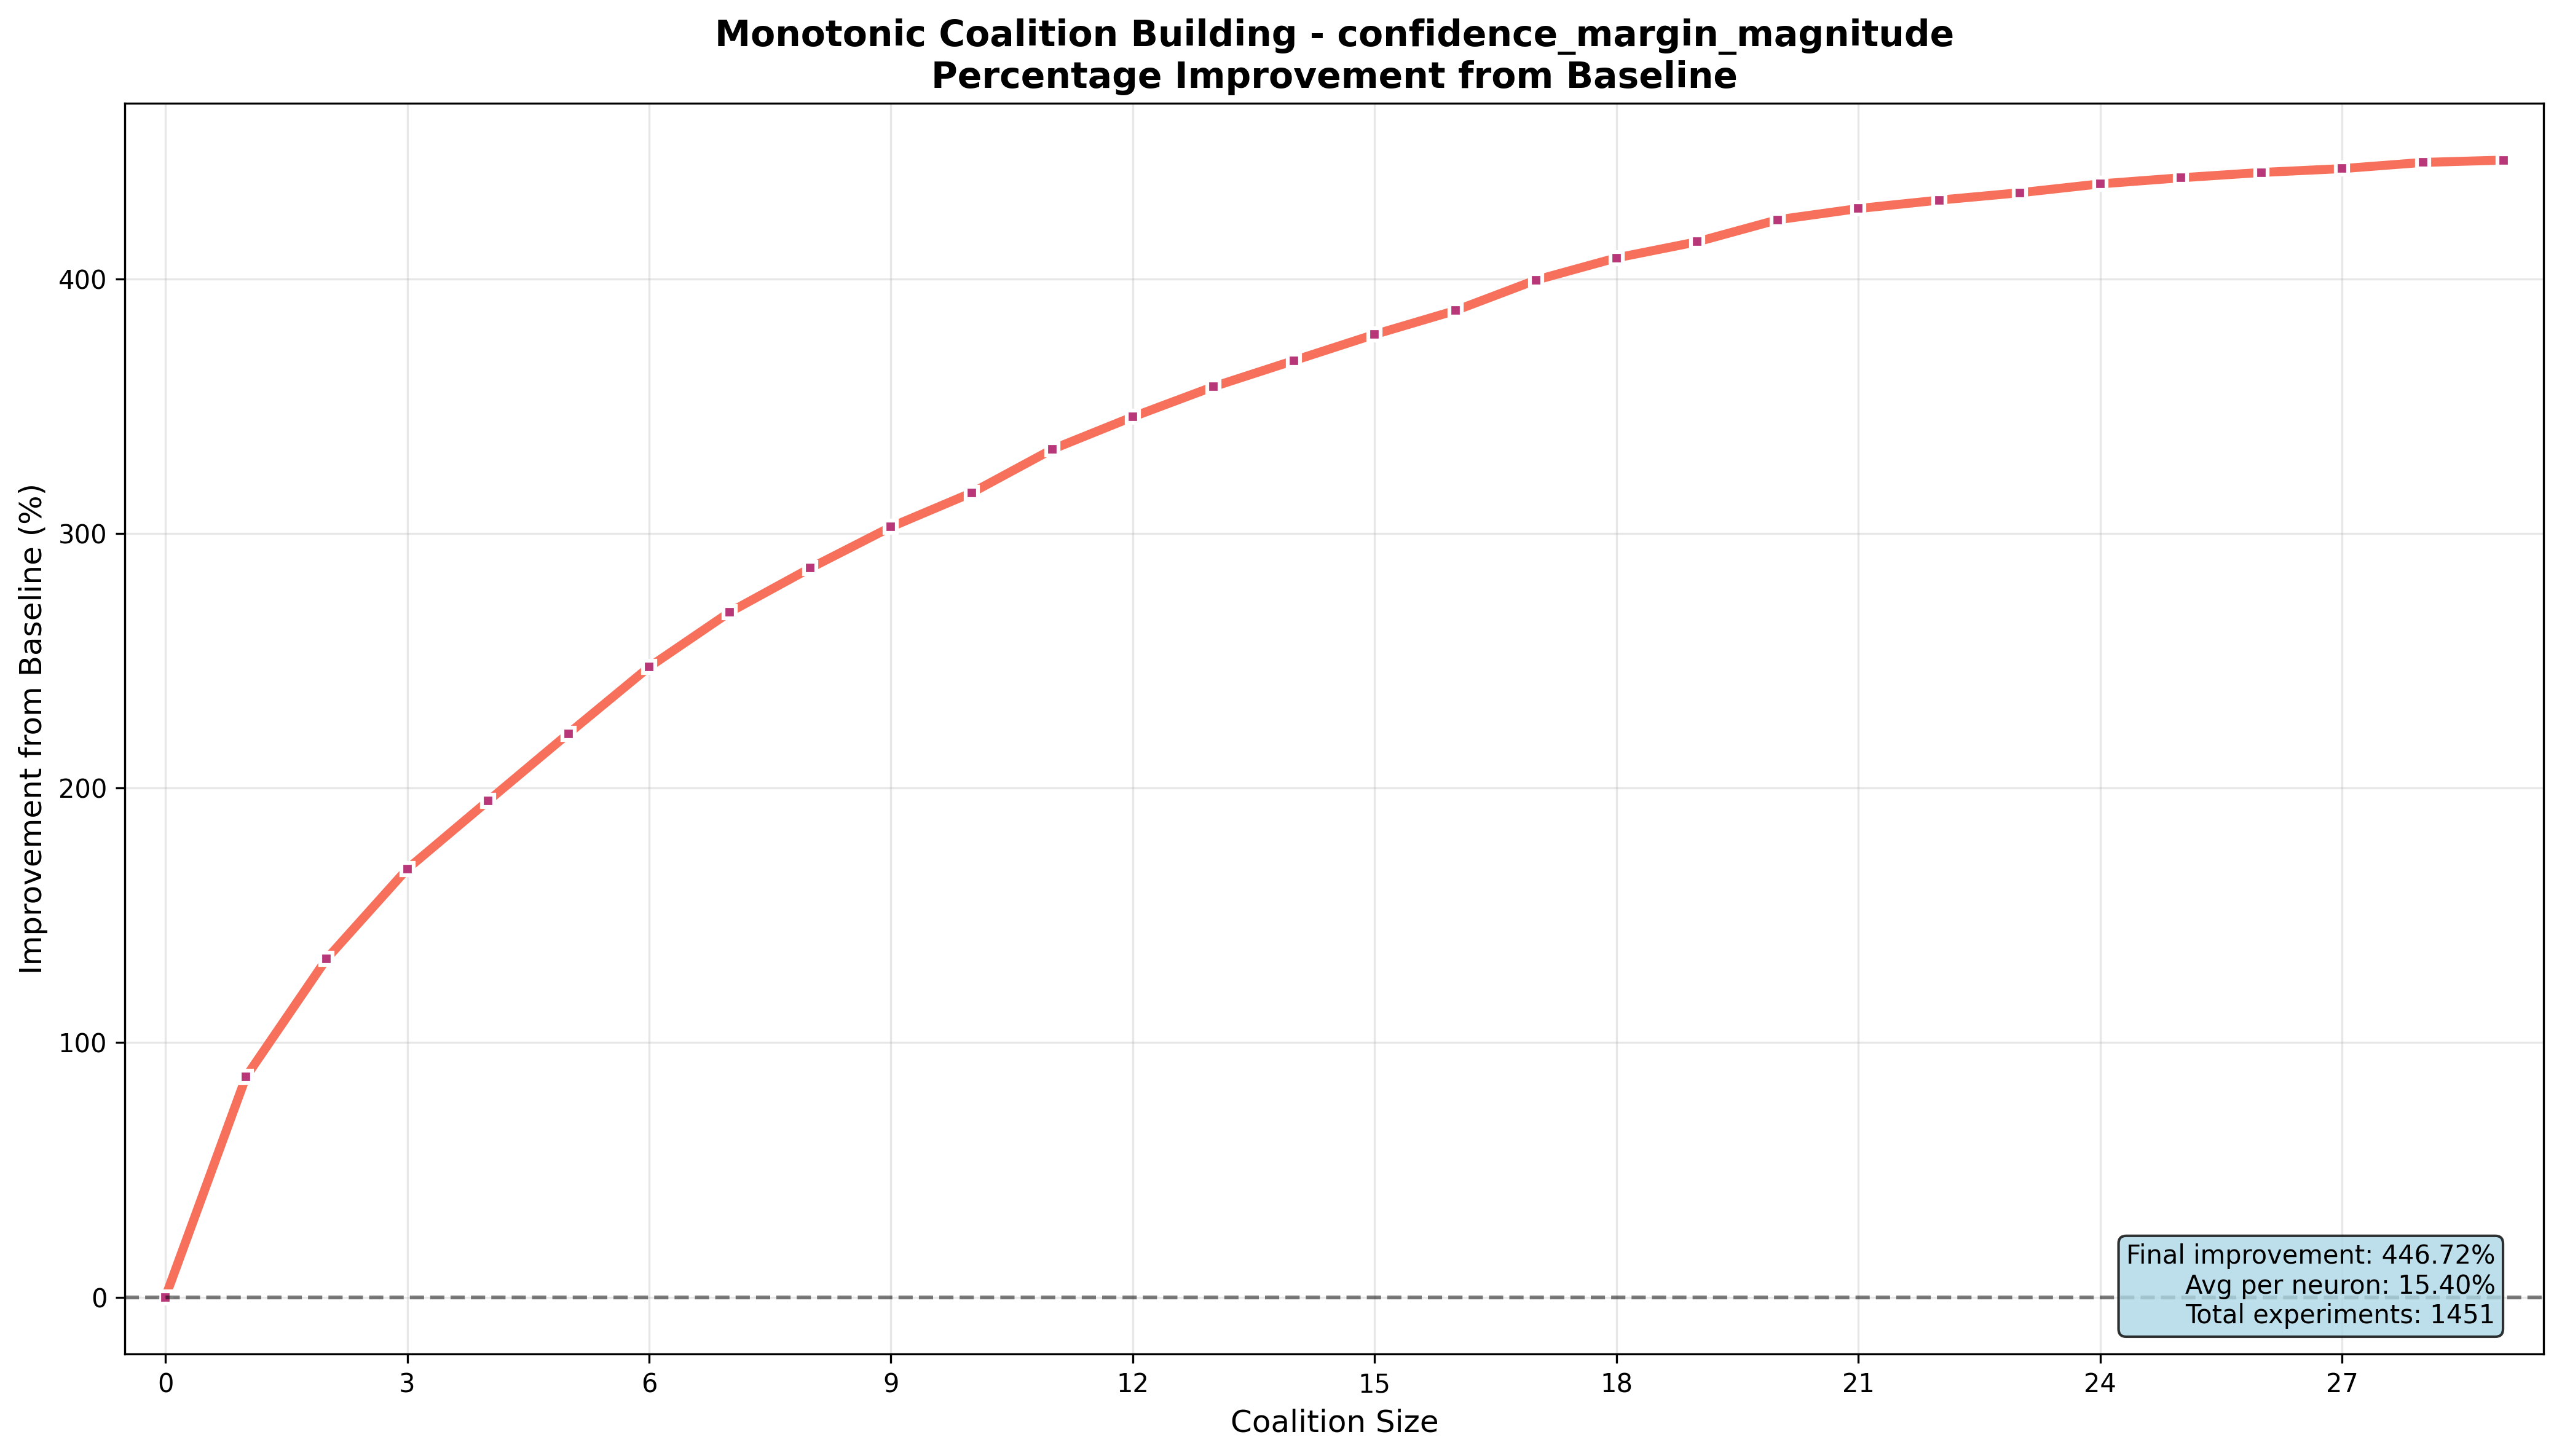 Monotonic Coalition Building - confidence_margin_magnitude
Percentage Improvement from Baseline
Improvement from Baseline (%)
400
300
200
100
0
Final improvement: 446.72%
Avg per neuron: 15.40%
Total experiments: 1451
0 3 6 9 12 15 18 21 24 27
Coalition Size